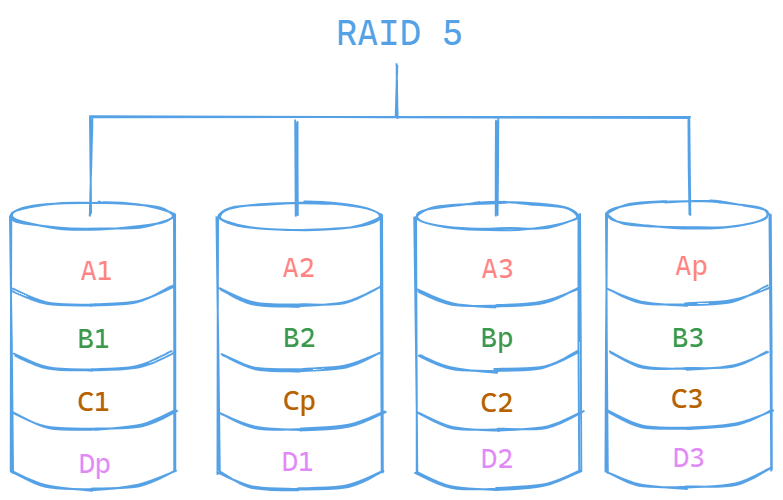 RAID 5
A1 A2 A3 Ap
B1 B2 Bp B3
C1 Cp C2 C3
Dp D1 D2 D3